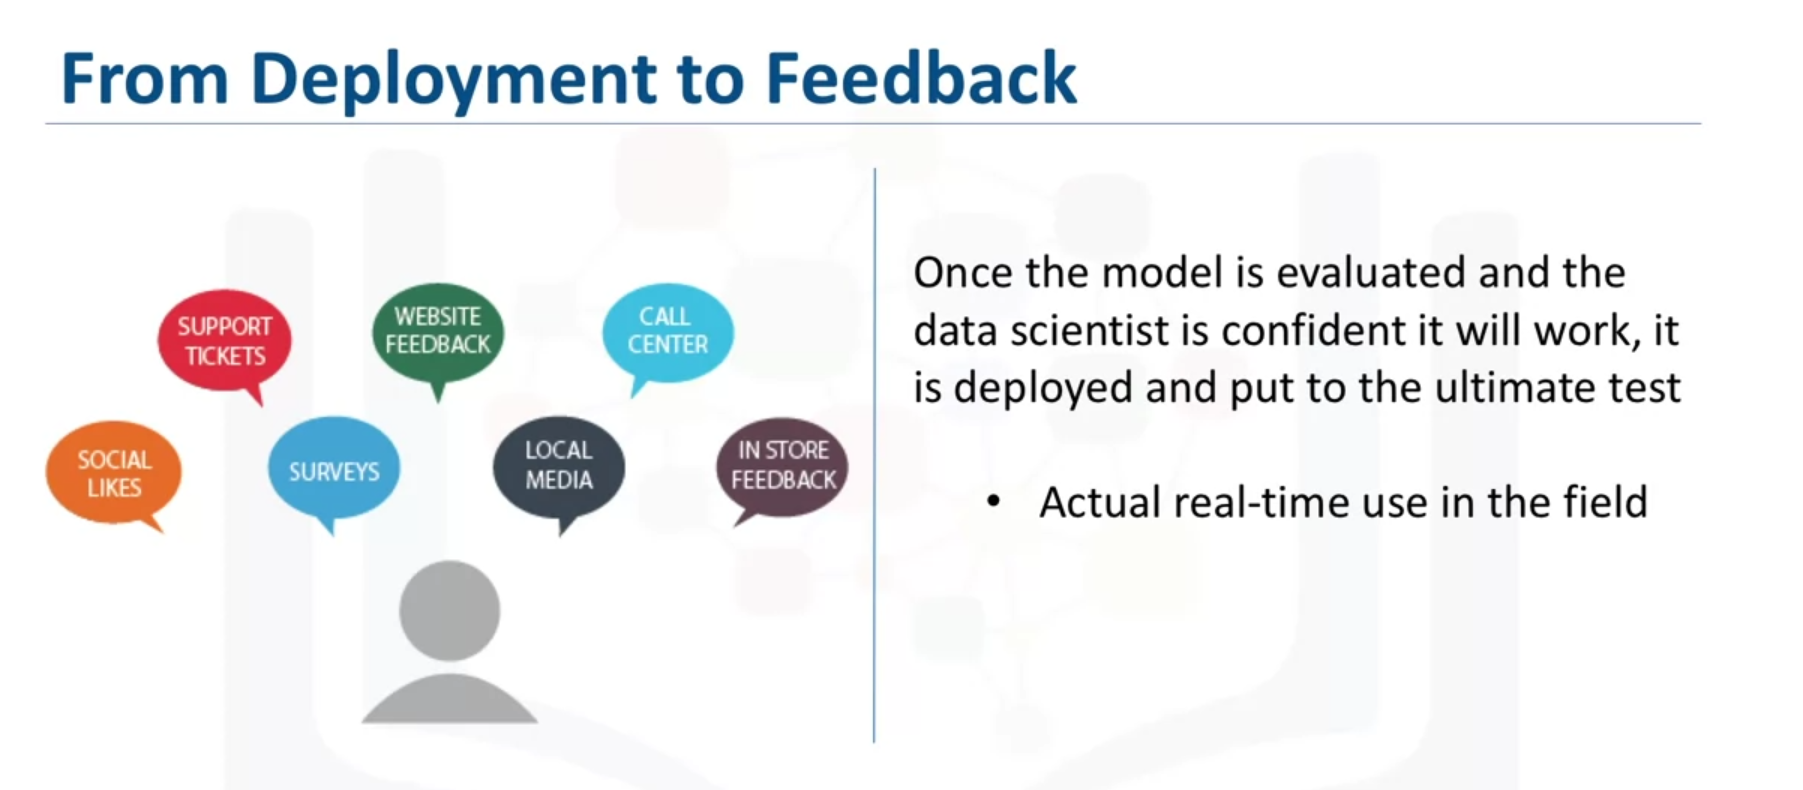 From Deployment to Feedback
SUPPORT
TICKETS
WEBSITE
FEEDBACK
CALL
CENTER
SOCIAL
LIKES
SURVEYS
LOCAL
MEDIA
IN STORE
FEEDBACK
Once the model is evaluated and the
data scientist is confident it will work, it
is deployed and put to the ultimate test
• Actual real-time use in the field